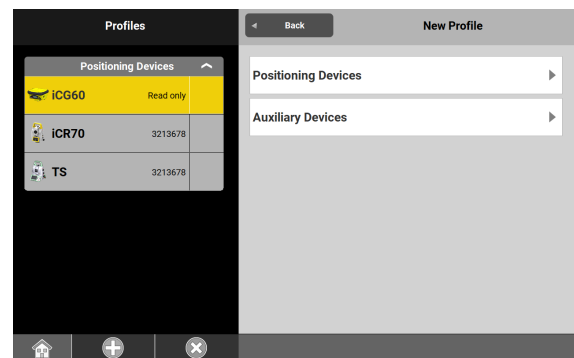 Profiles
Positioning Devices
iCG60 Read only
iCR70 3213678
TS 3213678
Back New Profile
Positioning Devices
Auxiliary Devices